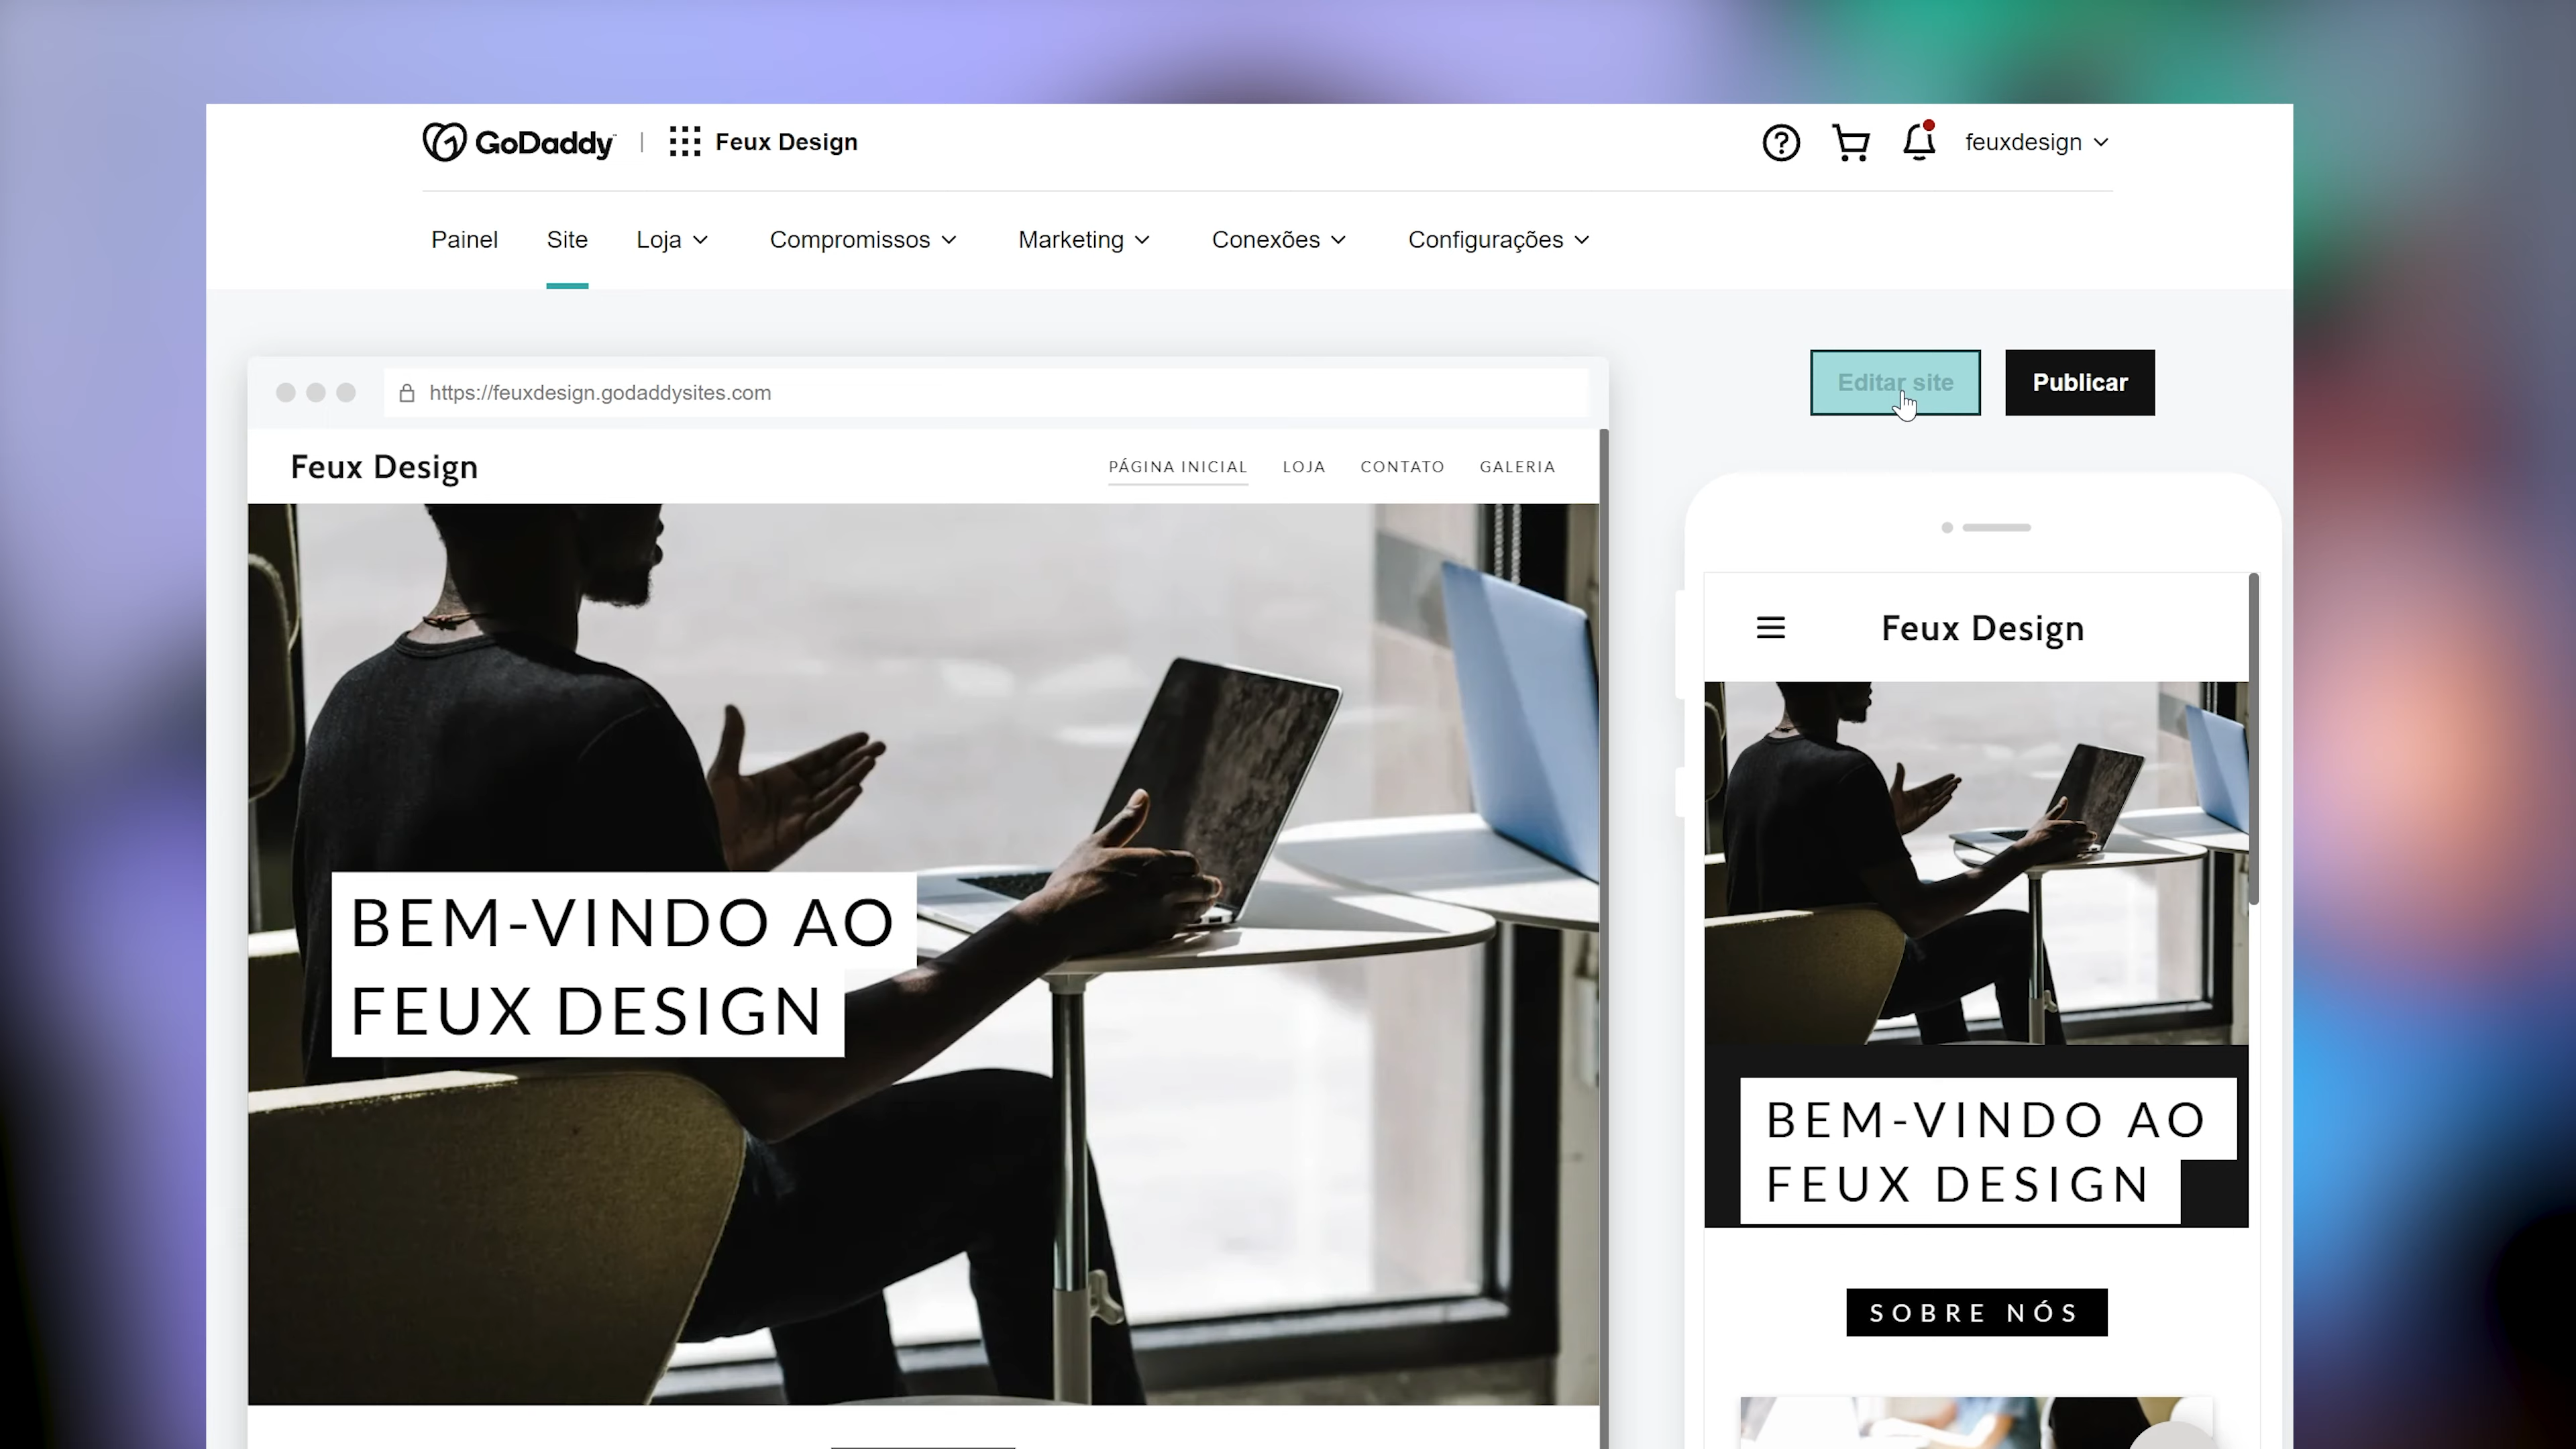 GoDaddy
Feux Design
feuxdesign
Painel Site Loja Compromissos Marketing Conexões Configurações
Editar site
Publicar
https://feuxdesign.godaddysites.com
Feux Design
PÁGINA INICIAL LOJA CONTATO GALERIA
BEM-VINDO AO
FEUX DESIGN
Feux Design
BEM-VINDO AO
FEUX DESIGN
SOBRE NÓS